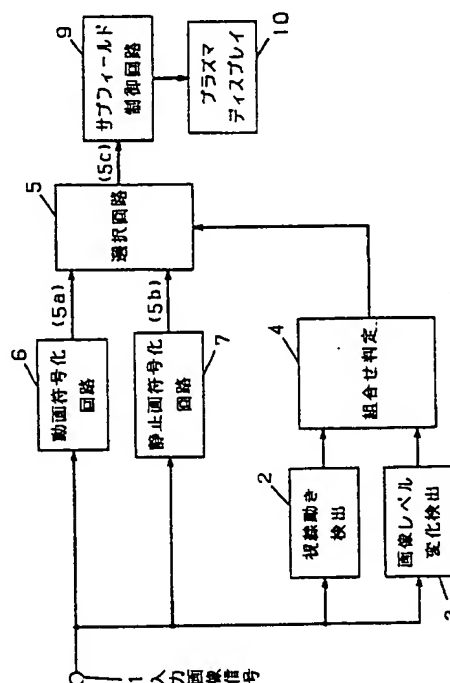 1
入力画像信号
6
動画符号化
回路
(5a)
7
静止画符号化
回路
(5b)
5
選択回路
(5c)
9
サブフィールド
制御回路
プラズマ
ディスプレイ
10
2
視線動き
検出
画像レベル
変化検出
3
4
組合せ判定